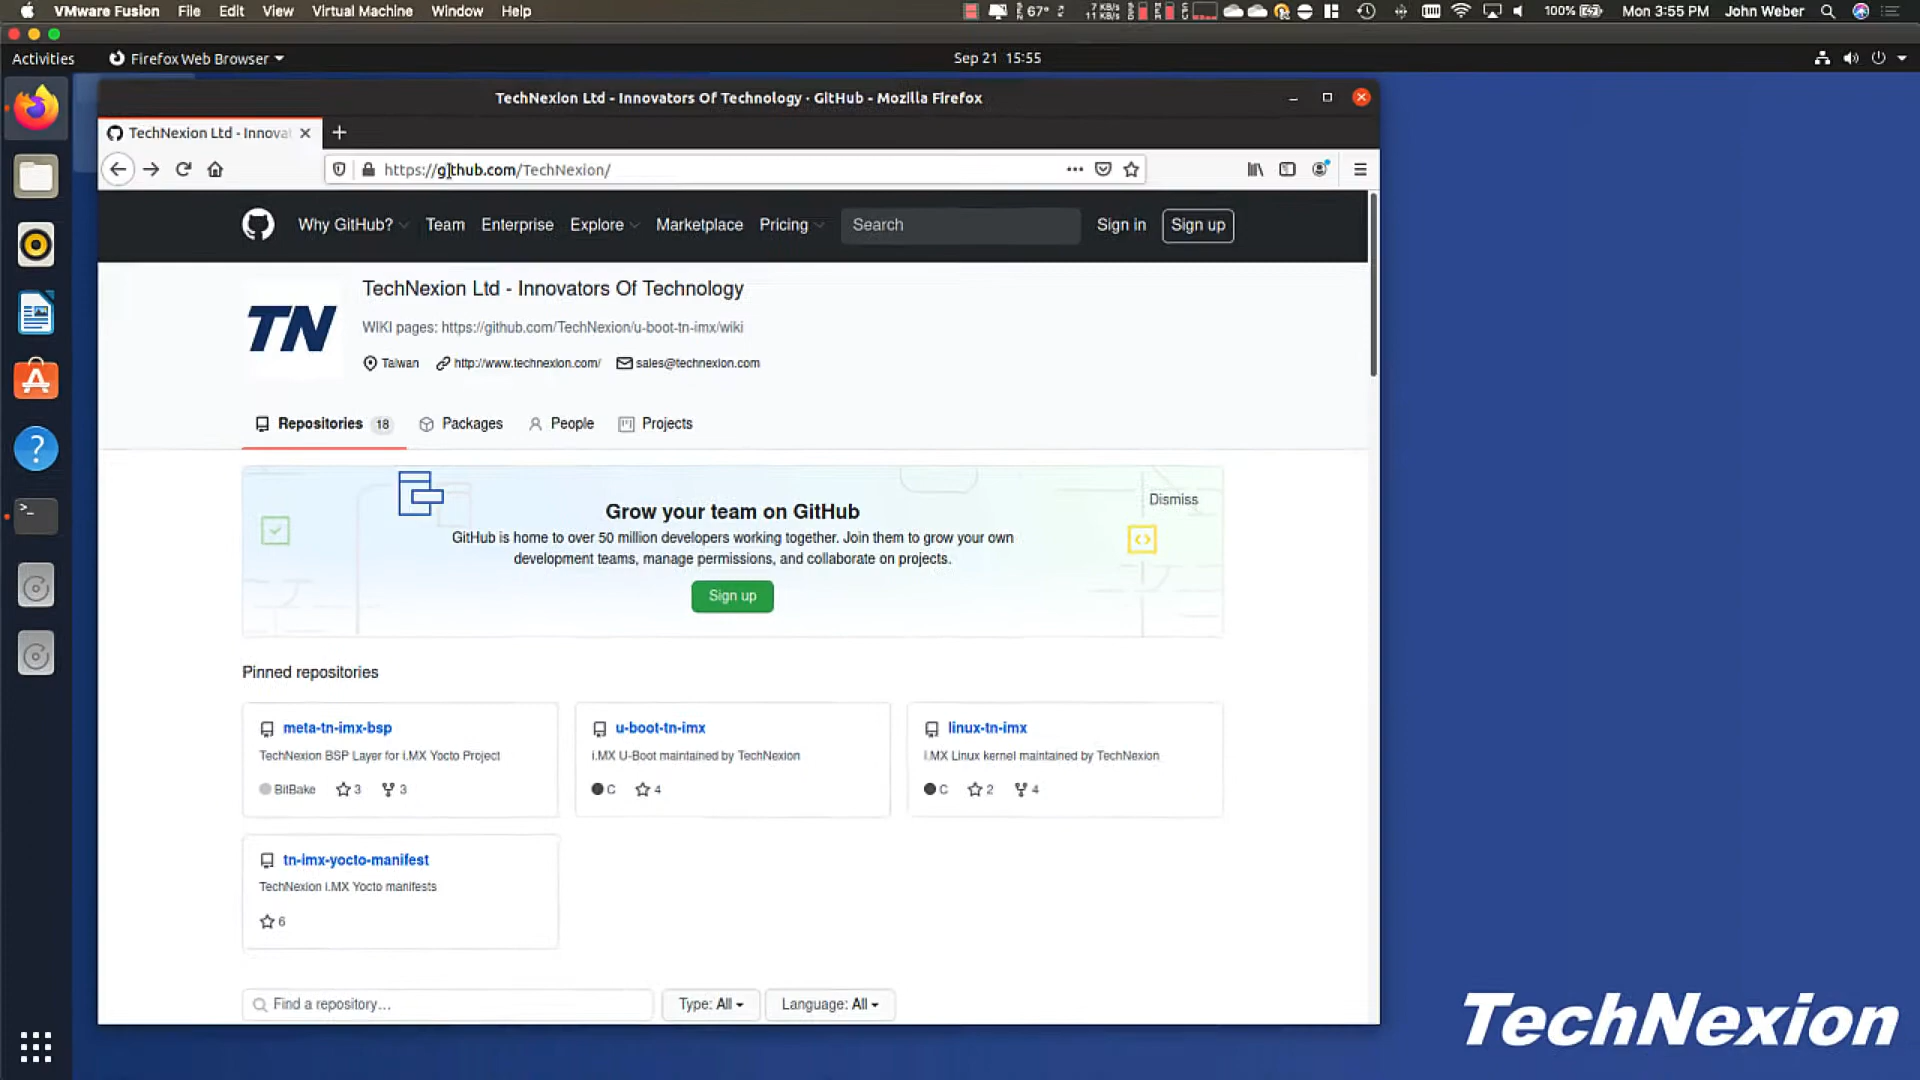 VMware Fusion File Edit View Virtual Machine Window Help 67° 7 KB/s 11 KB/s 100% Mon 3:55 PM John Weber
Activities Firefox Web Browser Sep 21 15:55
TechNexion Ltd - Innovators Of Technology · GitHub - Mozilla Firefox
TechNexion Ltd - Innovat
https://github.com/TechNexion/
Why GitHub? Team Enterprise Explore Marketplace Pricing Search Sign in Sign up
TN
TechNexion Ltd - Innovators Of Technology
WIKI pages: https://github.com/TechNexion/u-boot-tn-imx/wiki
Taiwan http://www.technexion.com/ sales@technexion.com
Repositories 18 Packages People Projects
Dismiss
Grow your team on GitHub
GitHub is home to over 50 million developers working together. Join them to grow your own
development teams, manage permissions, and collaborate on projects.
Sign up
Pinned repositories
meta-tn-imx-bsp
TechNexion BSP Layer for i.MX Yocto Project
BitBake 3 3
u-boot-tn-imx
i.MX U-Boot maintained by TechNexion
C 4
linux-tn-imx
i.MX Linux kernel maintained by TechNexion
C 2 4
tn-imx-yocto-manifest
TechNexion i.MX Yocto manifests
6
Find a repository... Type: All Language: All
TechNexion